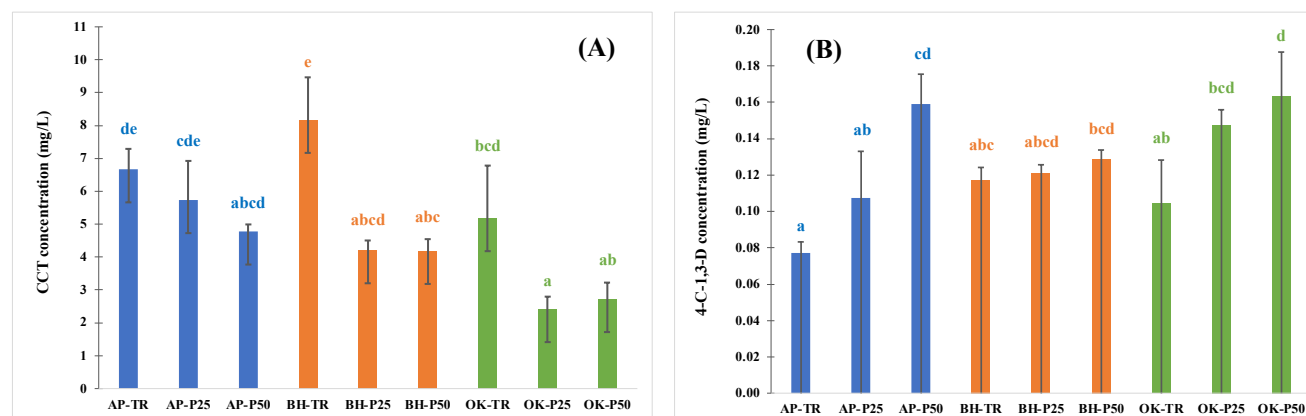 (A)
CCT concentration (mg/L)
11
10
9
8
7
6
5
4
3
2
1
0
de
cde
abcd
e
abcd
abc
bcd
a
ab
AP-TR AP-P25 AP-P50 BH-TR BH-P25 BH-P50 OK-TR OK-P25 OK-P50
(B)
4-C-1,3-D concentration (mg/L)
0.20
0.18
0.16
0.14
0.12
0.10
0.08
0.06
0.04
0.02
0.00
a
ab
cd
abc
abcd
bcd
ab
bcd
d
AP-TR AP-P25 AP-P50 BH-TR BH-P25 BH-P50 OK-TR OK-P25 OK-P50